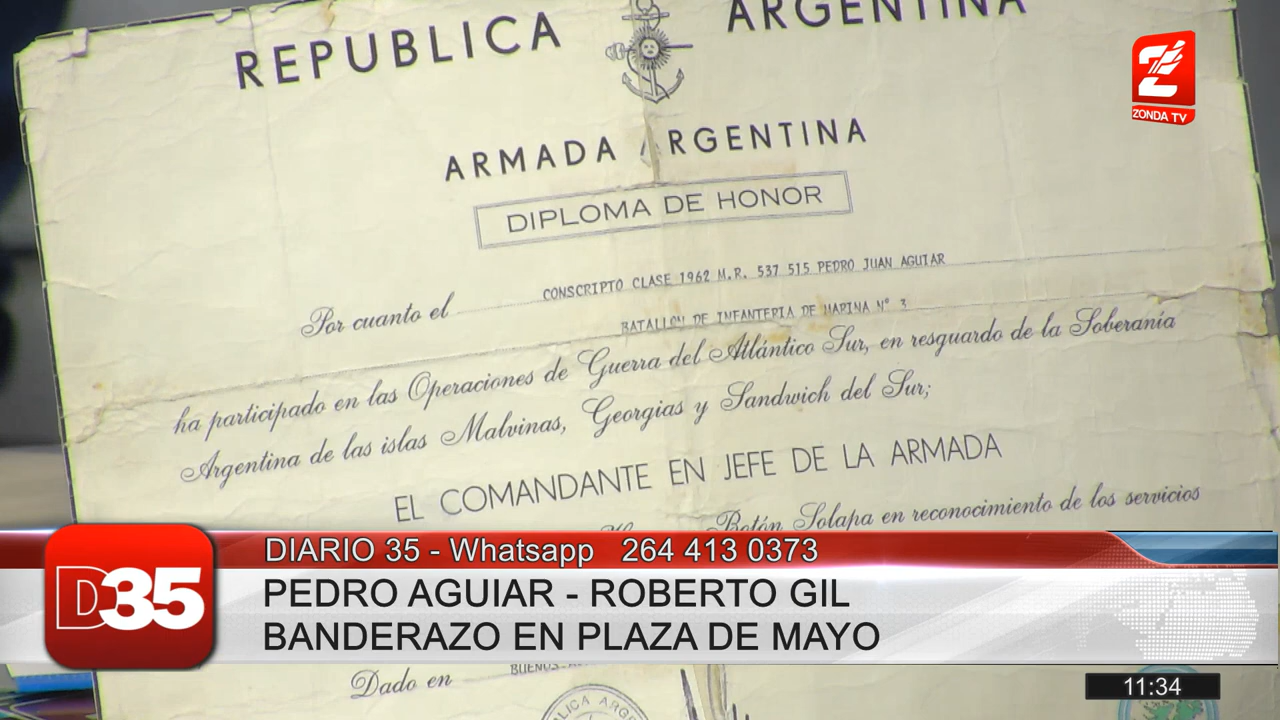 REPUBLICA ARGENTINA
Z
ZONDA TV
ARMADA ARGENTINA
DIPLOMA DE HONOR
Por cuanto el CONSCRIPTO CLASE 1962 M.R. 537 515 PEDRO JUAN AGUIAR
BATALLON DE INFANTERIA DE MARINA N° 3
ha participado en las Operaciones de Guerra del Atlántico Sur, en resguardo de la Soberanía
Argentina de las islas Malvinas, Georgias y Sandwich del Sur;
EL COMANDANTE EN JEFE DE LA ARMADA
Botón Solapa en reconocimiento de los servicios
DIARIO 35 - Whatsapp 264 413 0373
D35
PEDRO AGUIAR - ROBERTO GIL
BANDERAZO EN PLAZA DE MAYO
Dado en BUENOS
11:34